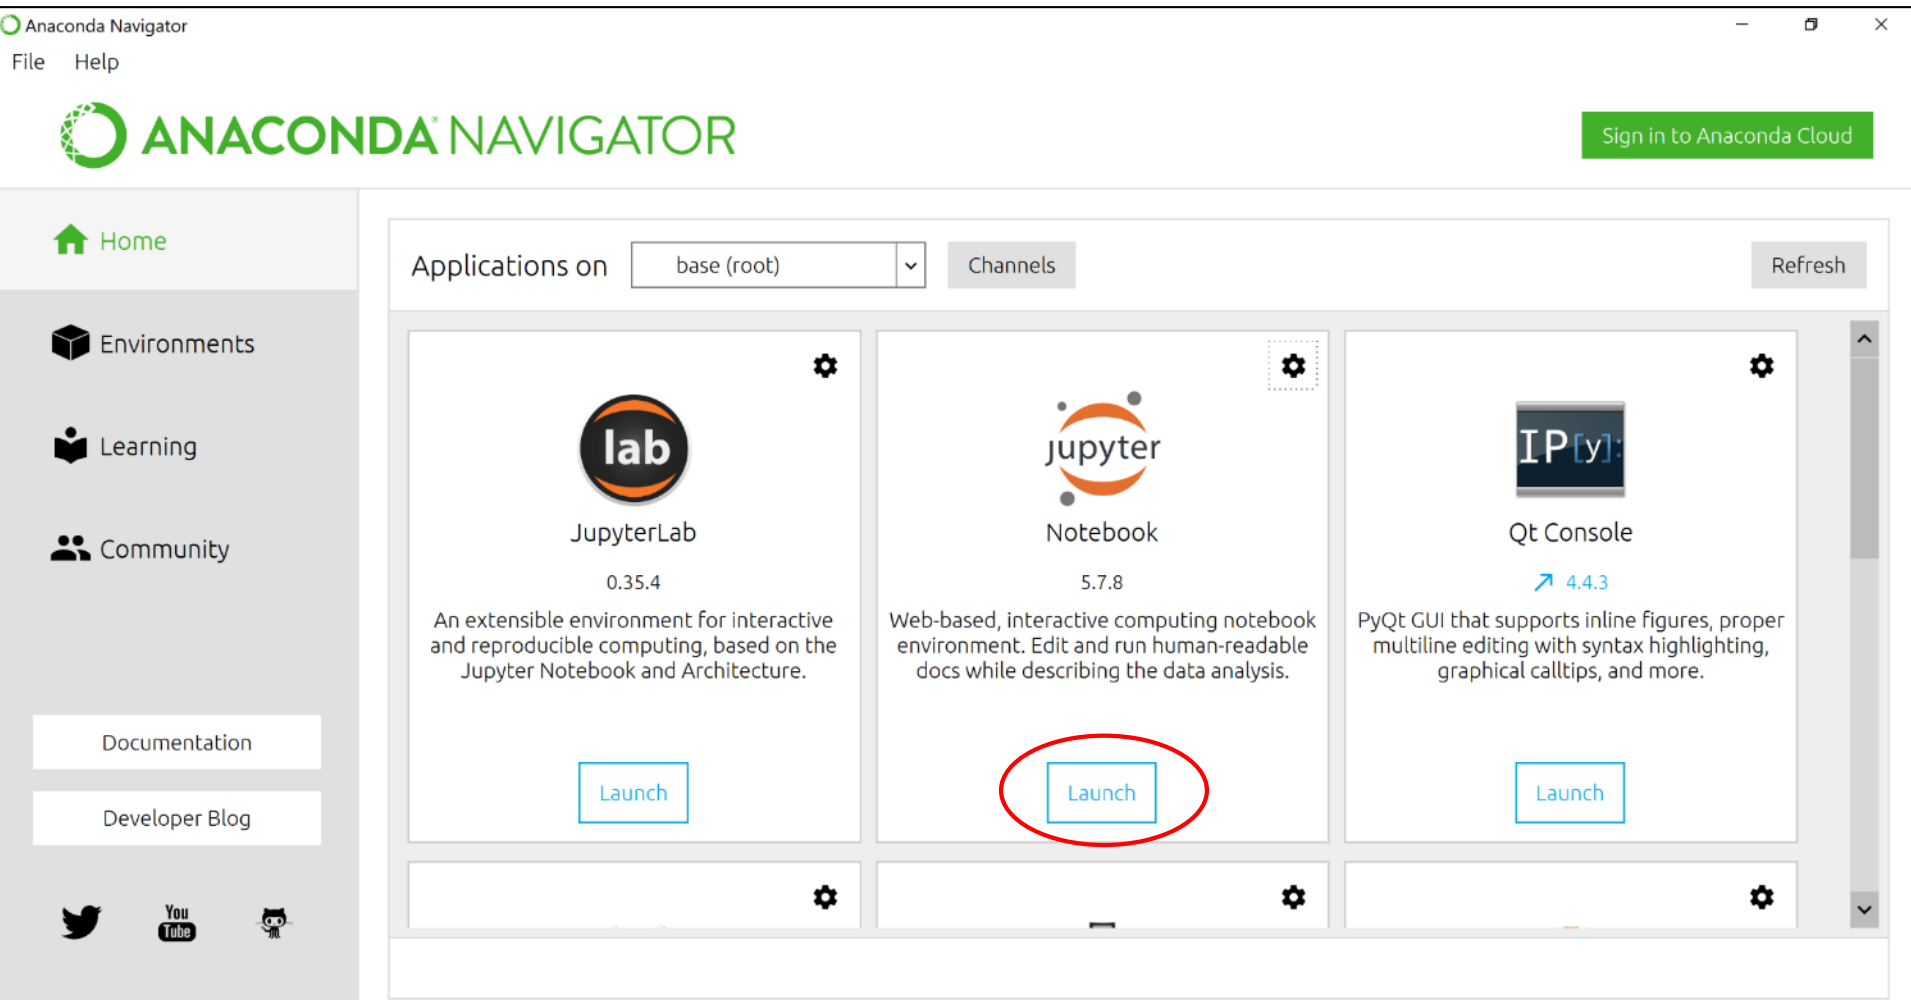 Anaconda Navigator
File Help
ANACONDA NAVIGATOR
Sign in to Anaconda Cloud
Home
Environments
Learning
Community
Documentation
Developer Blog
You
Tube
Applications on base (root) Channels Refresh
lab
JupyterLab
0.35.4
An extensible environment for interactive
and reproducible computing, based on the
Jupyter Notebook and Architecture.
Launch
jupyter
Notebook
5.7.8
Web-based, interactive computing notebook
environment. Edit and run human-readable
docs while describing the data analysis.
Launch
IP[y]:
Qt Console
4.4.3
PyQt GUI that supports inline figures, proper
multiline editing with syntax highlighting,
graphical calltips, and more.
Launch